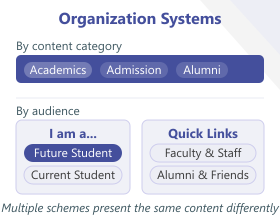 Organization Systems
By content category
Academics Admission Alumni
By audience
I am a... Quick Links
Future Student Faculty & Staff
Current Student Alumni & Friends
Multiple schemes present the same content differently